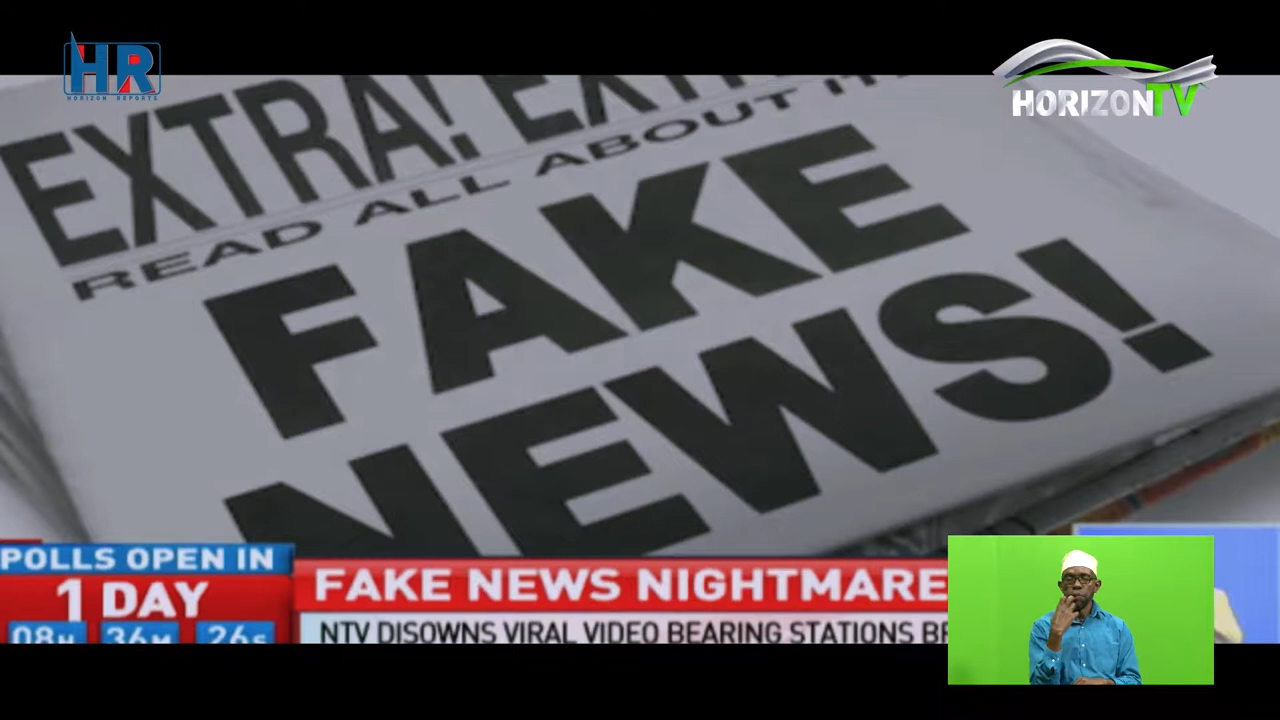 HR
HORIZON REPORTS
HORIZON TV
EXTRA!
READ ALL ABOUT IT
FAKE
NEWS!
POLLS OPEN IN
1 DAY
08H 36M 26S
FAKE NEWS NIGHTMARE
NTV DISOWNS VIRAL VIDEO BEARING STATIONS